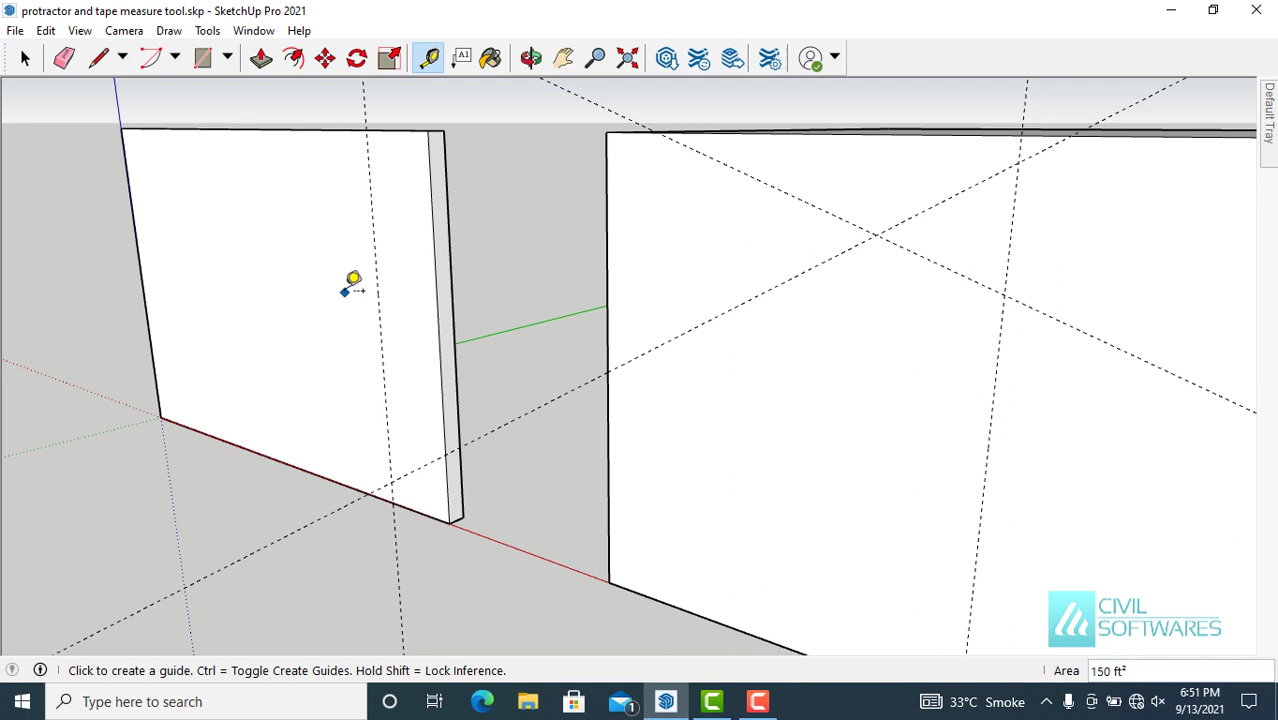 protractor and tape measure tool.skp - SketchUp Pro 2021
File Edit View Camera Draw Tools Window Help
A1
Default Tray
CIVIL
SOFTWARES
Click to create a guide. Ctrl = Toggle Create Guides. Hold Shift = Lock Inference.
Area 150 ft²
Type here to search
1
33°C Smoke
6:51 PM
9/13/2021